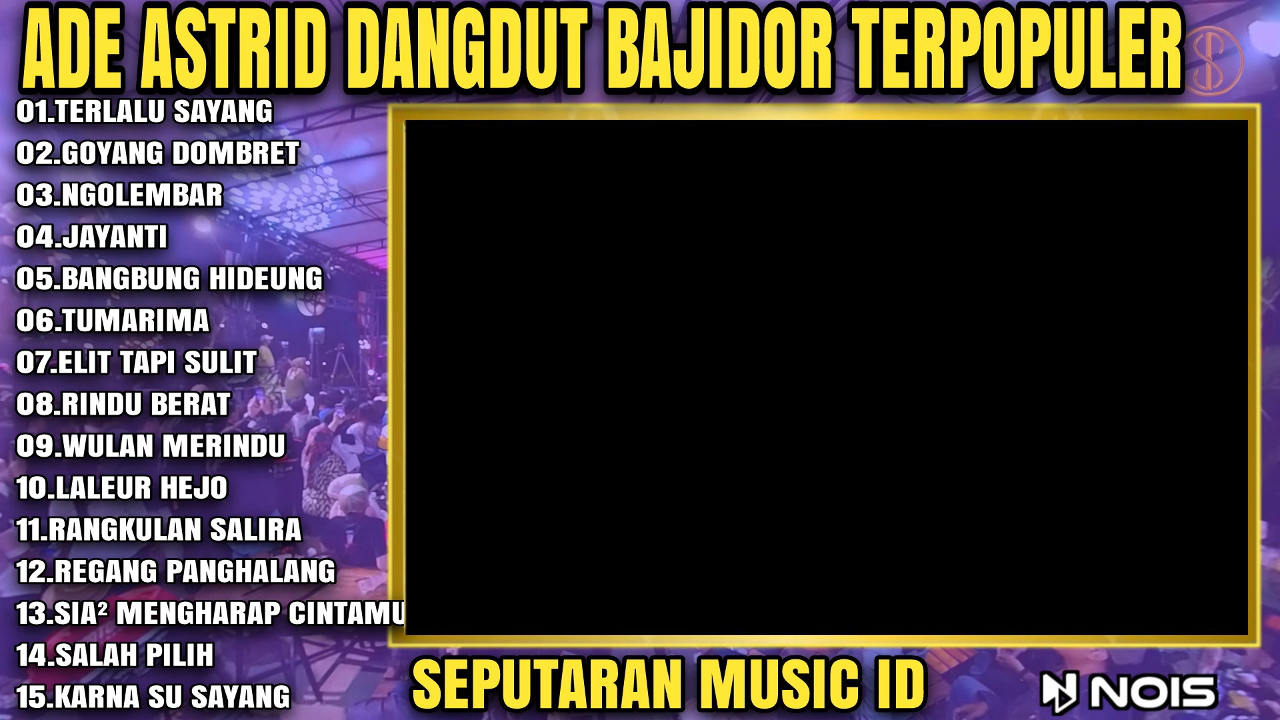 ADE ASTRID DANGDUT BAJIDOR TERPOPULER
01.TERLALU SAYANG
02.GOYANG DOMBRET
03.NGOLEMBAR
04.JAYANTI
05.BANGBUNG HIDEUNG
06.TUMARIMA
07.ELIT TAPI SULIT
08.RINDU BERAT
09.WULAN MERINDU
10.LALEUR HEJO
11.RANGKULAN SALIRA
12.REGANG PANGHALANG
13.SIA² MENGHARAP CINTAMU
14.SALAH PILIH
15.KARNA SU SAYANG
SEPUTARAN MUSIC ID
NOIS